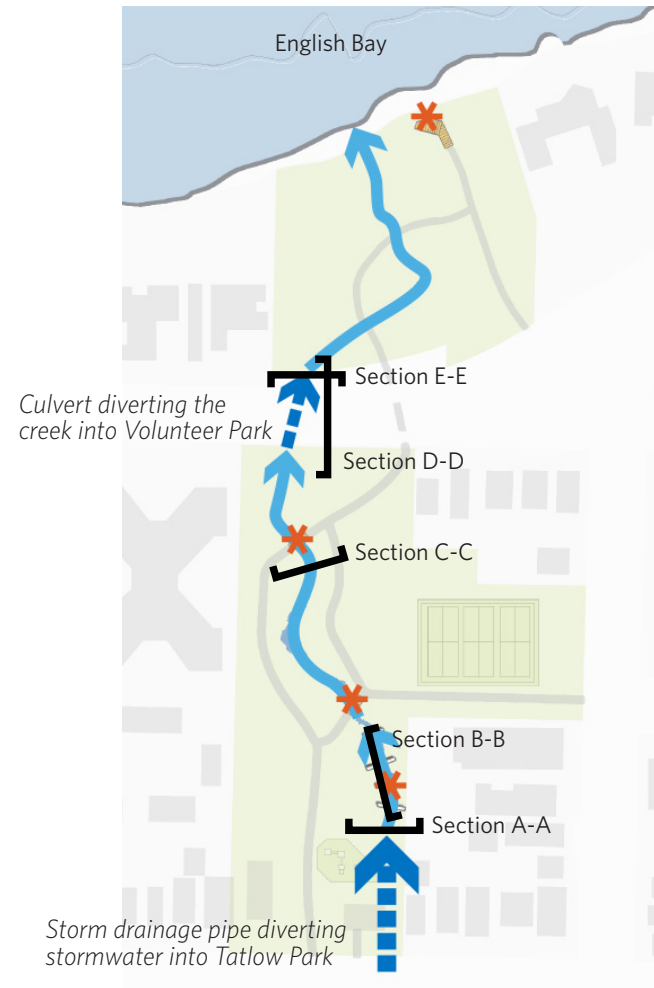 English Bay
Section E-E
Culvert diverting the
creek into Volunteer Park
Section D-D
Section C-C
Section B-B
Section A-A
Storm drainage pipe diverting
stormwater into Tatlow Park